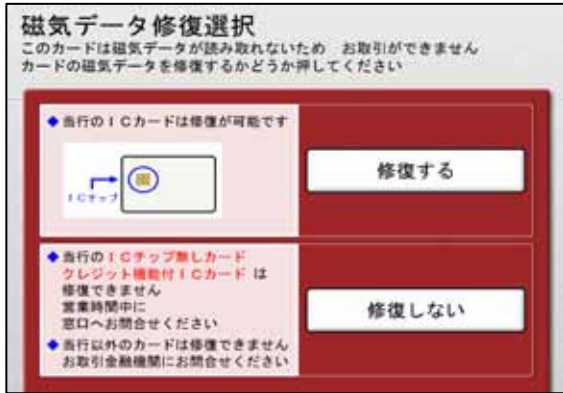 磁気データ修復選択
このカードは磁気データが読み取れないため　お取引ができません
カードの磁気データを修復するかどうか押してください
◆当行のICカードは修復が可能です
ICチップ
修復する
◆当行のICチップ無しカード
クレジット機能付ICカード は
修復できません
営業時間中に
窓口へお問合せください
◆当行以外のカードは修復できません
お取引金融機関にお問合せください
修復しない